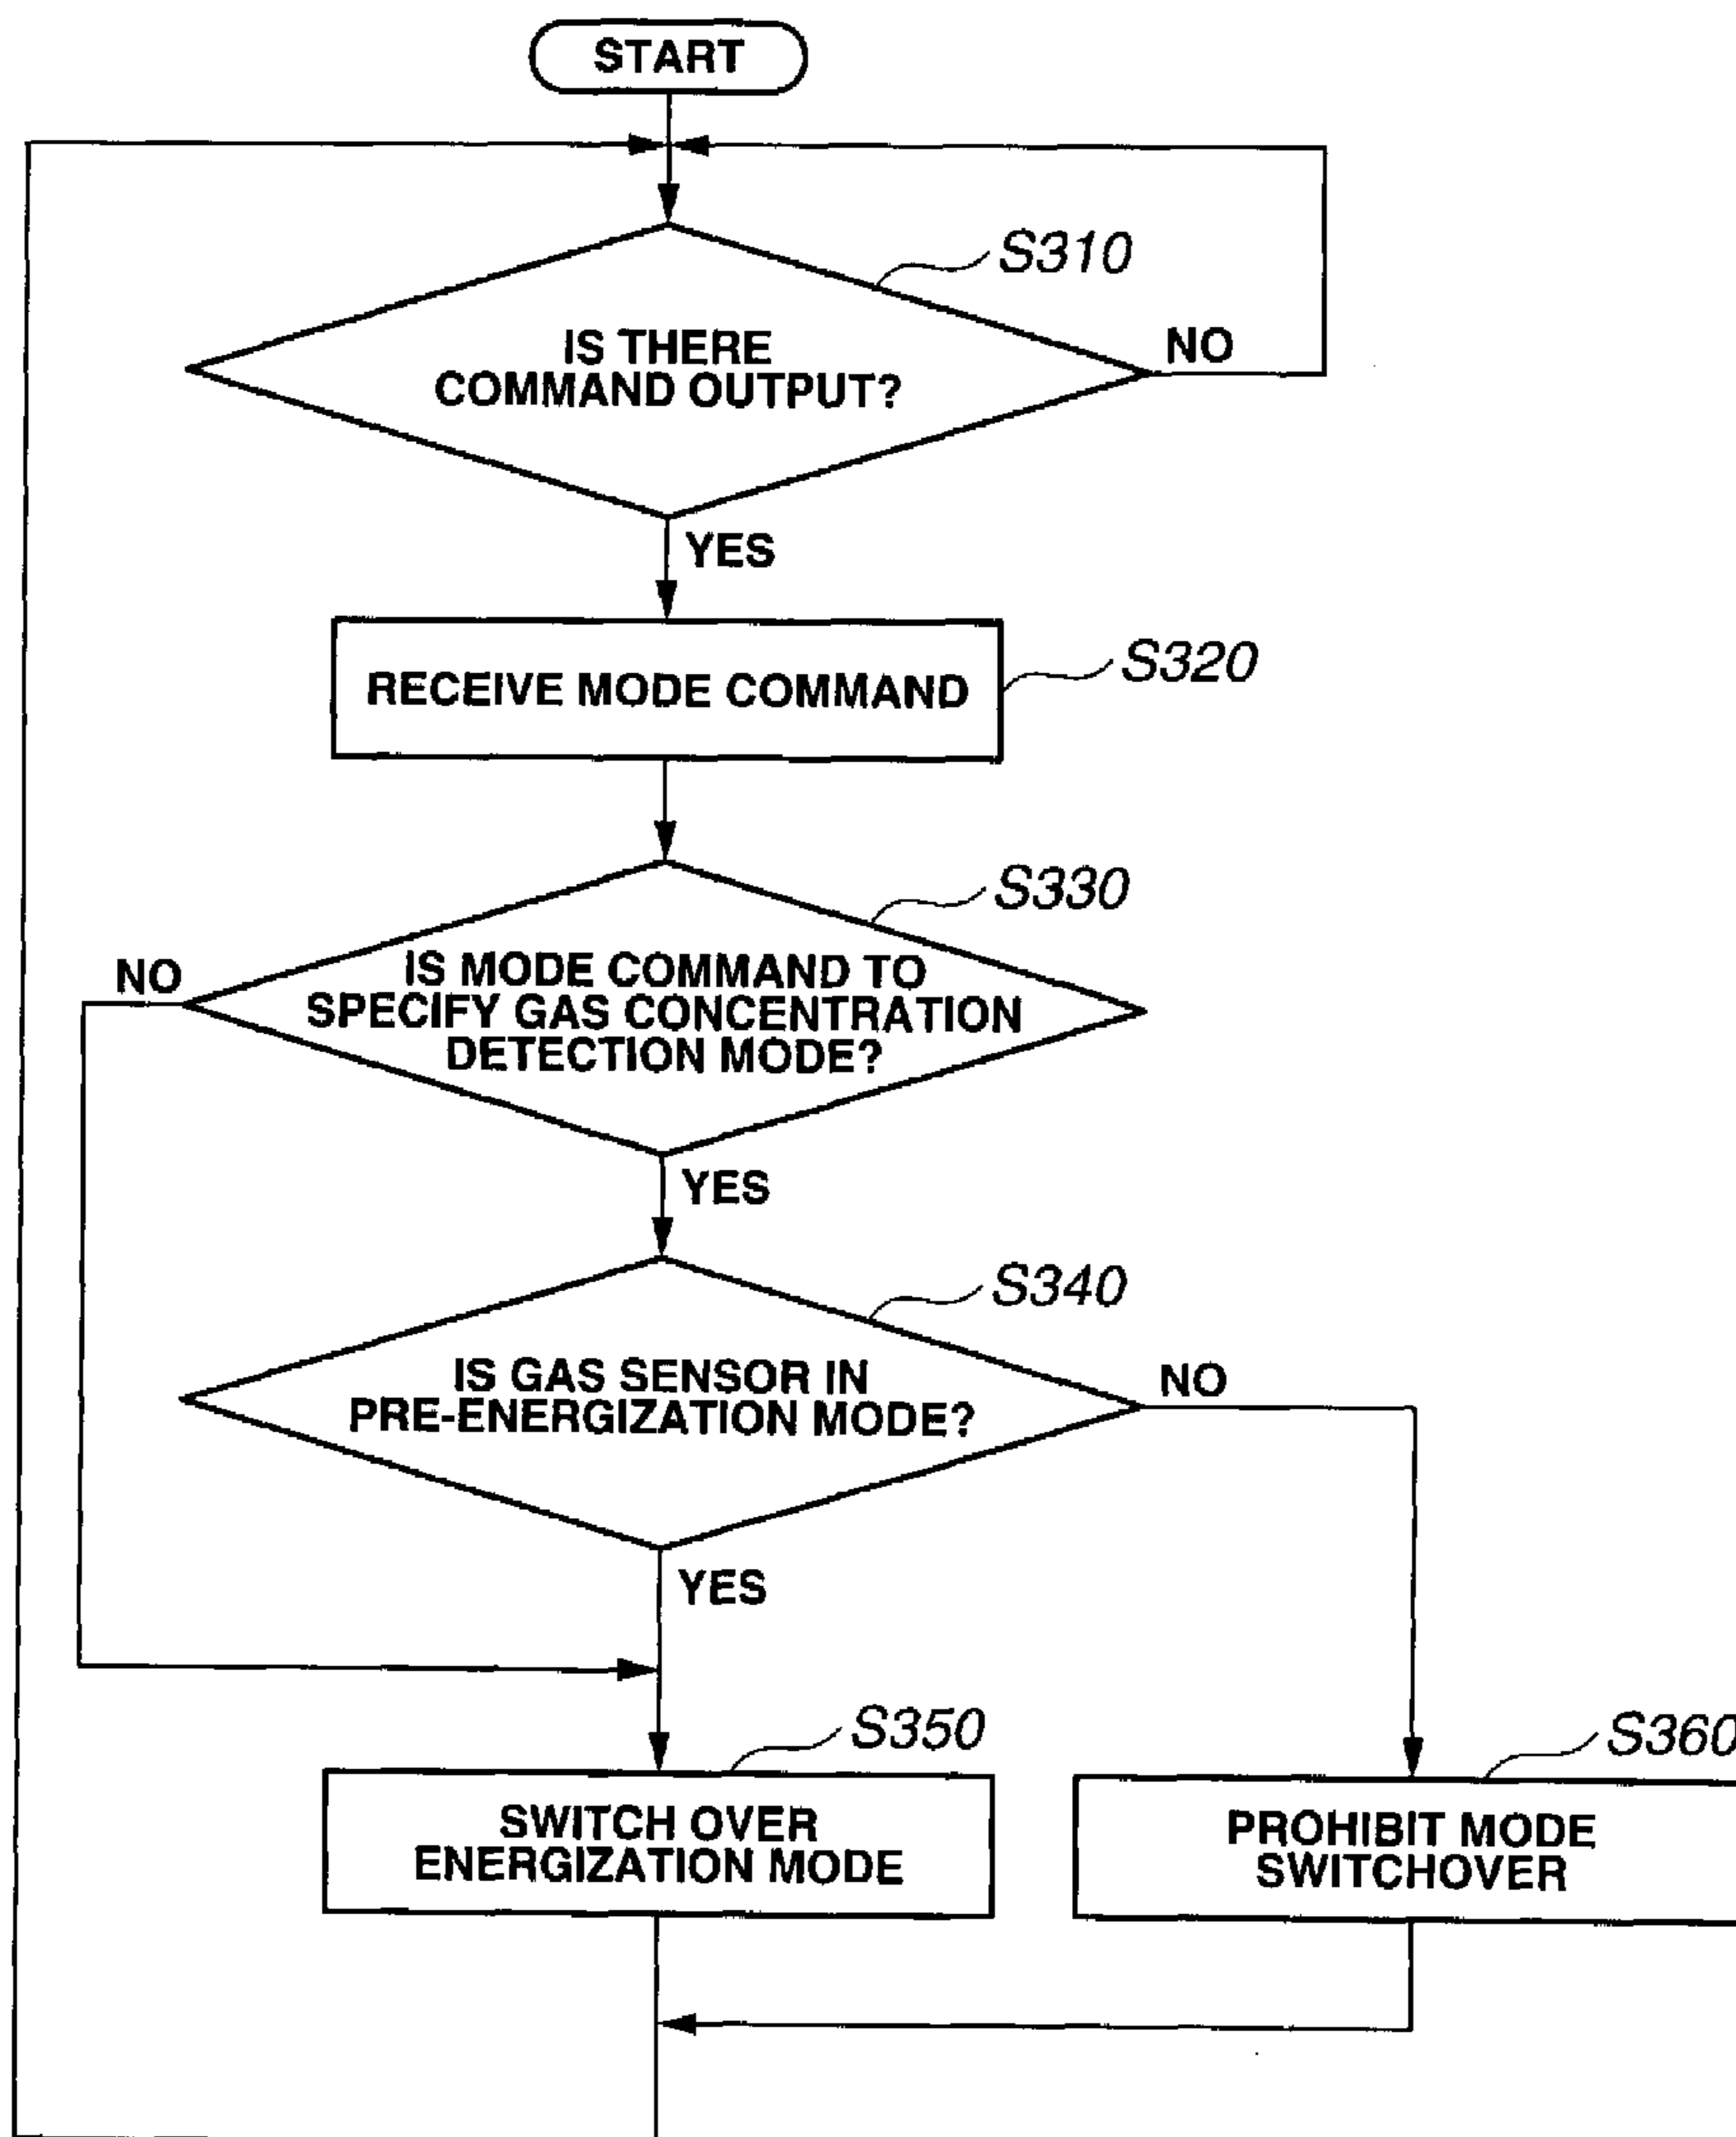 START
S310
IS THERE
COMMAND OUTPUT?
NO
YES
RECEIVE MODE COMMAND
S320
S330
NO
IS MODE COMMAND TO
SPECIFY GAS CONCENTRATION
DETECTION MODE?
YES
S340
IS GAS SENSOR IN
PRE-ENERGIZATION MODE?
NO
YES
S350
S360
SWITCH OVER
ENERGIZATION MODE
PROHIBIT MODE
SWITCHOVER